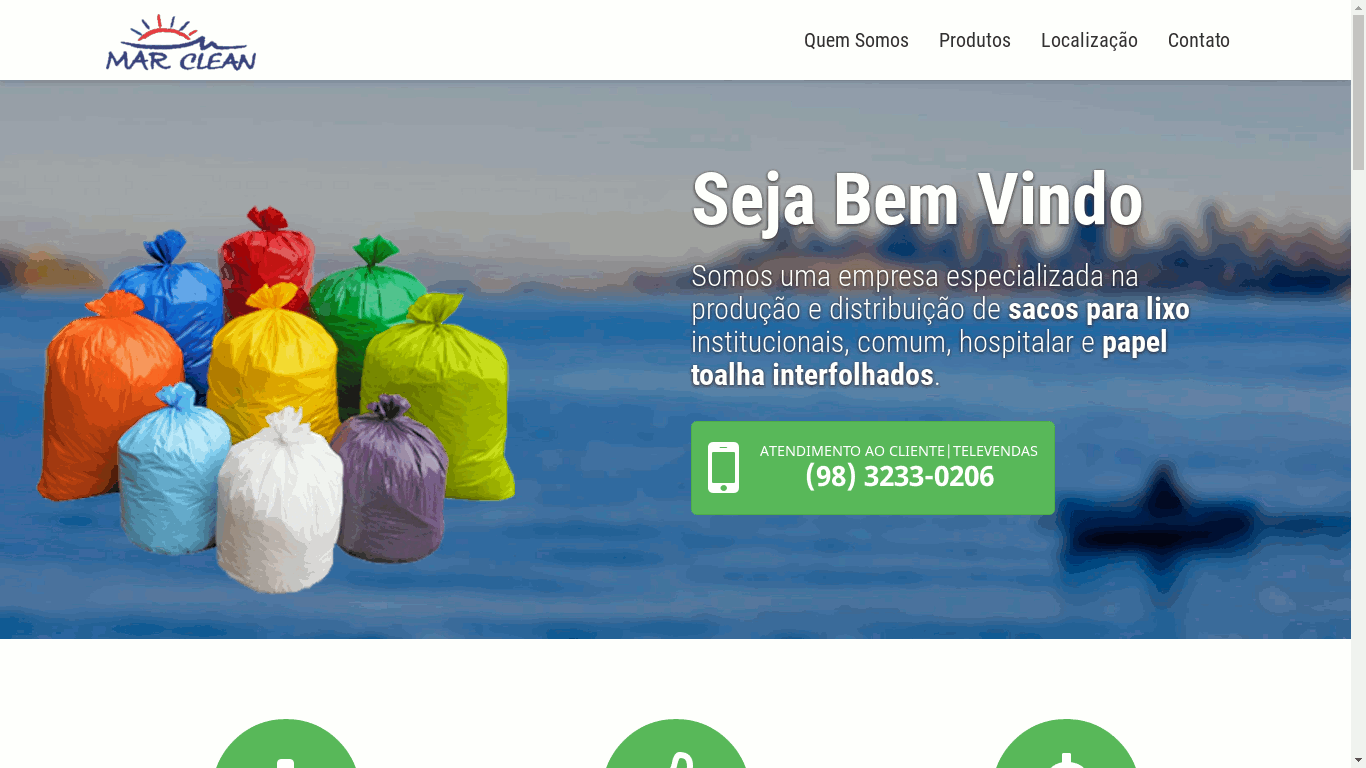 MAR CLEAN
Quem Somos
Produtos
Localização
Contato
Seja Bem Vindo
Somos uma empresa especializada na
produção e distribuição de sacos para lixo
institucionais, comum, hospitalar e papel
toalha interfolhados.
ATENDIMENTO AO CLIENTE|TELEVENDAS
(98) 3233-0206